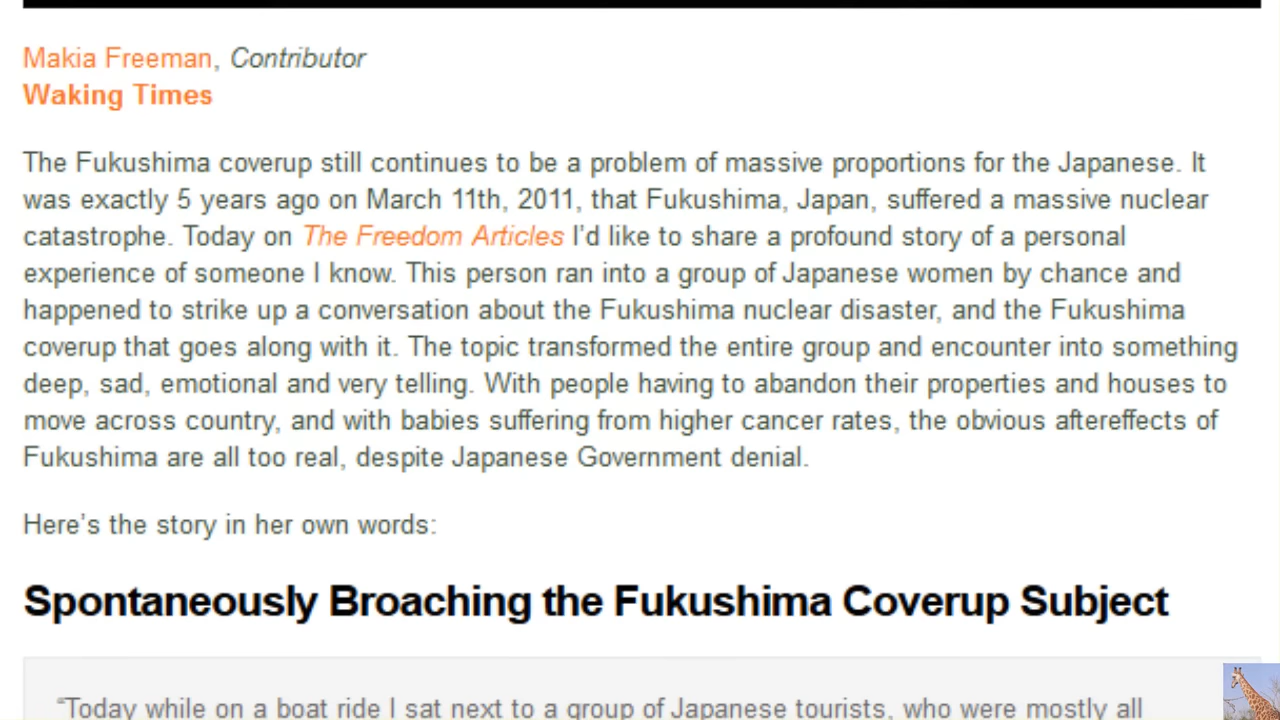 Makia Freeman, Contributor
Waking Times
The Fukushima coverup still continues to be a problem of massive proportions for the Japanese. It
was exactly 5 years ago on March 11th, 2011, that Fukushima, Japan, suffered a massive nuclear
catastrophe. Today on The Freedom Articles I'd like to share a profound story of a personal
experience of someone I know. This person ran into a group of Japanese women by chance and
happened to strike up a conversation about the Fukushima nuclear disaster, and the Fukushima
coverup that goes along with it. The topic transformed the entire group and encounter into something
deep, sad, emotional and very telling. With people having to abandon their properties and houses to
move across country, and with babies suffering from higher cancer rates, the obvious aftereffects of
Fukushima are all too real, despite Japanese Government denial.
Here's the story in her own words:
Spontaneously Broaching the Fukushima Coverup Subject
“Today while on a boat ride I sat next to a group of Japanese tourists, who were mostly all